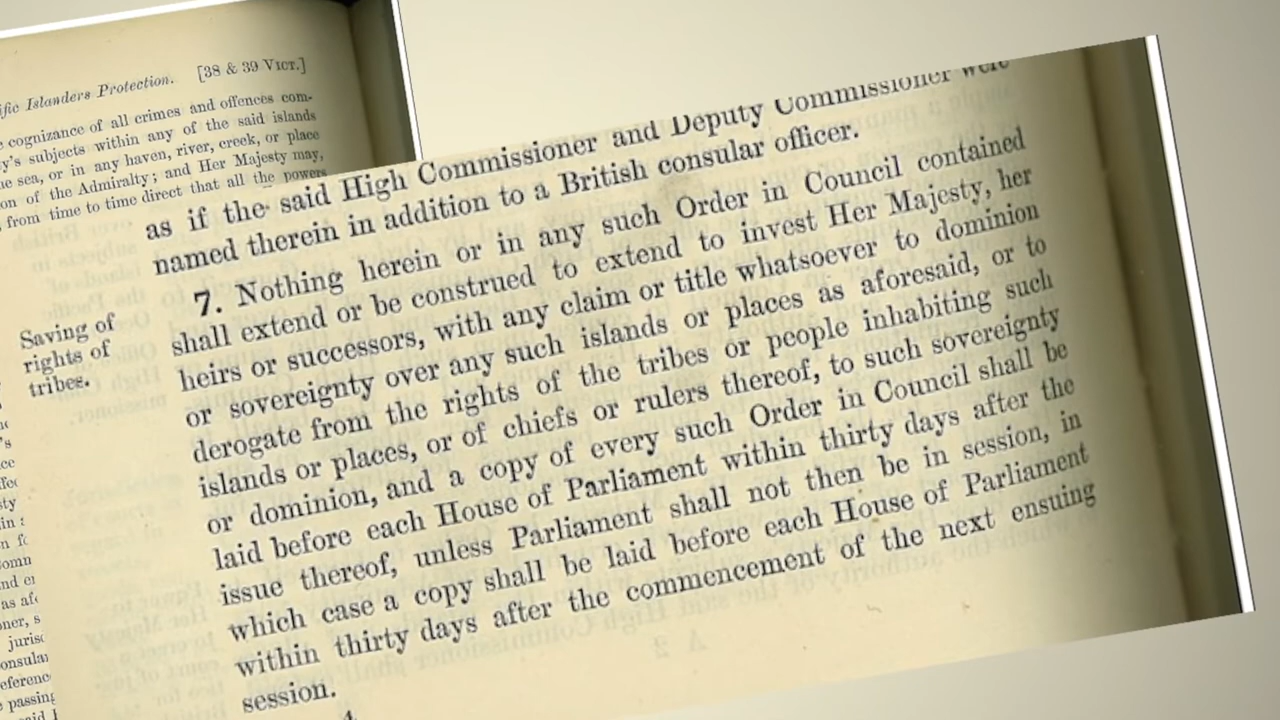 fic Islanders Protection. [38 & 39 VICT.]
cognizance of all crimes and offences com-
y's subjects within any of the said islands
sea, or in any haven, river, creek, or place
on of the Admiralty; and Her Majesty may,
from time to time direct that all the powers
as if the said High Commissioner and Deputy Commissioner were
named therein in addition to a British consular officer.
Saving of
rights of
tribes.
7. Nothing herein or in any such Order in Council contained
shall extend or be construed to extend to invest Her Majesty, her
heirs or successors, with any claim or title whatsoever to dominion
or sovereignty over any such islands or places as aforesaid, or to
derogate from the rights of the tribes or people inhabiting such
islands or places, or of chiefs or rulers thereof, to such sovereignty
or dominion, and a copy of every such Order in Council shall be
laid before each House of Parliament within thirty days after the
issue thereof, unless Parliament shall not then be in session, in
which case a copy shall be laid before each House of Parliament
within thirty days after the commencement of the next ensuing
session.